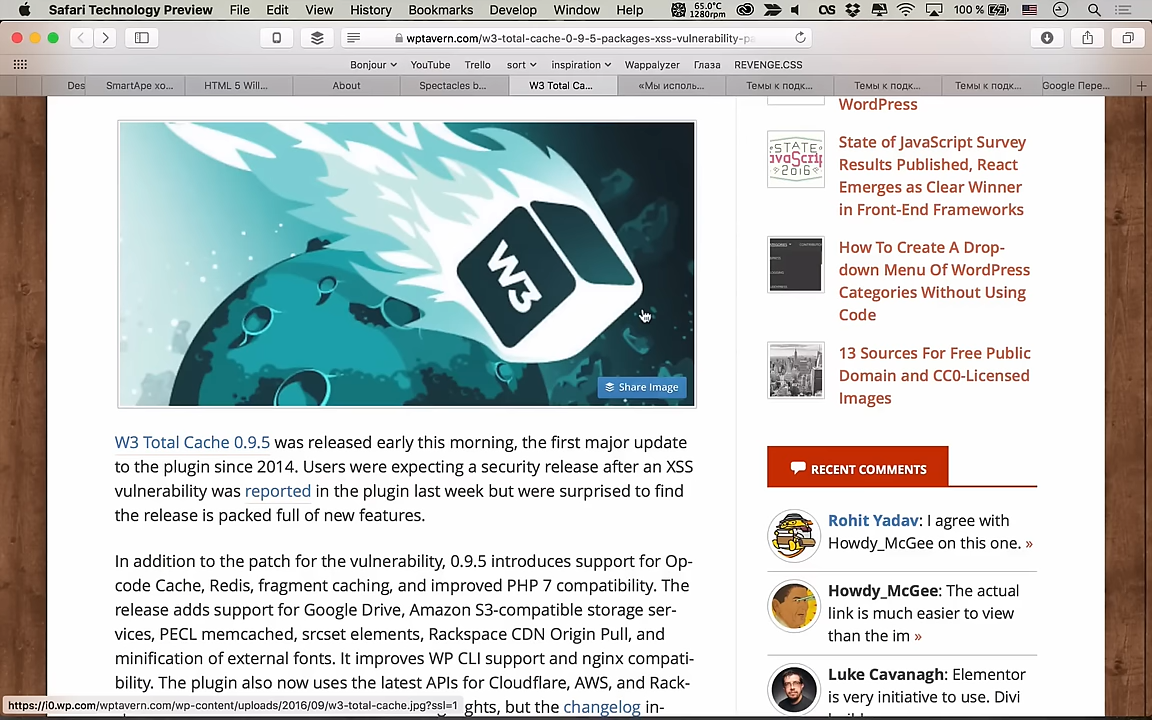 Safari Technology Preview File Edit View History Bookmarks Develop Window Help 65.0°C 1280rpm 100 %
wptavern.com/w3-total-cache-0-9-5-packages-xss-vulnerability-pa
Bonjour YouTube Trello sort inspiration Wappalyzer Глаза REVENGE.CSS
Des SmartApe хо... HTML 5 Will... About Spectacles b... W3 Total Ca... «Мы исполь... Темы к подк... Темы к подк... Темы к подк... Google Пере...
W3
Share Image
W3 Total Cache 0.9.5 was released early this morning, the first major update
to the plugin since 2014. Users were expecting a security release after an XSS
vulnerability was reported in the plugin last week but were surprised to find
the release is packed full of new features.
In addition to the patch for the vulnerability, 0.9.5 introduces support for Op-
code Cache, Redis, fragment caching, and improved PHP 7 compatibility. The
release adds support for Google Drive, Amazon S3-compatible storage ser-
vices, PECL memcached, srcset elements, Rackspace CDN Origin Pull, and
minification of external fonts. It improves WP CLI support and nginx compati-
bility. The plugin also now uses the latest APIs for Cloudflare, AWS, and Rack-
ghts, but the changelog in-
https://i0.wp.com/wptavern.com/wp-content/uploads/2016/09/w3-total-cache.jpg?ssl=1
WordPress
STATE JavaScript 2016
State of JavaScript Survey
Results Published, React
Emerges as Clear Winner
in Front-End Frameworks
How To Create A Drop-
down Menu Of WordPress
Categories Without Using
Code
13 Sources For Free Public
Domain and CC0-Licensed
Images
RECENT COMMENTS
Rohit Yadav: I agree with
Howdy_McGee on this one. »
Howdy_McGee: The actual
link is much easier to view
than the im »
Luke Cavanagh: Elementor
is very initiative to use. Divi